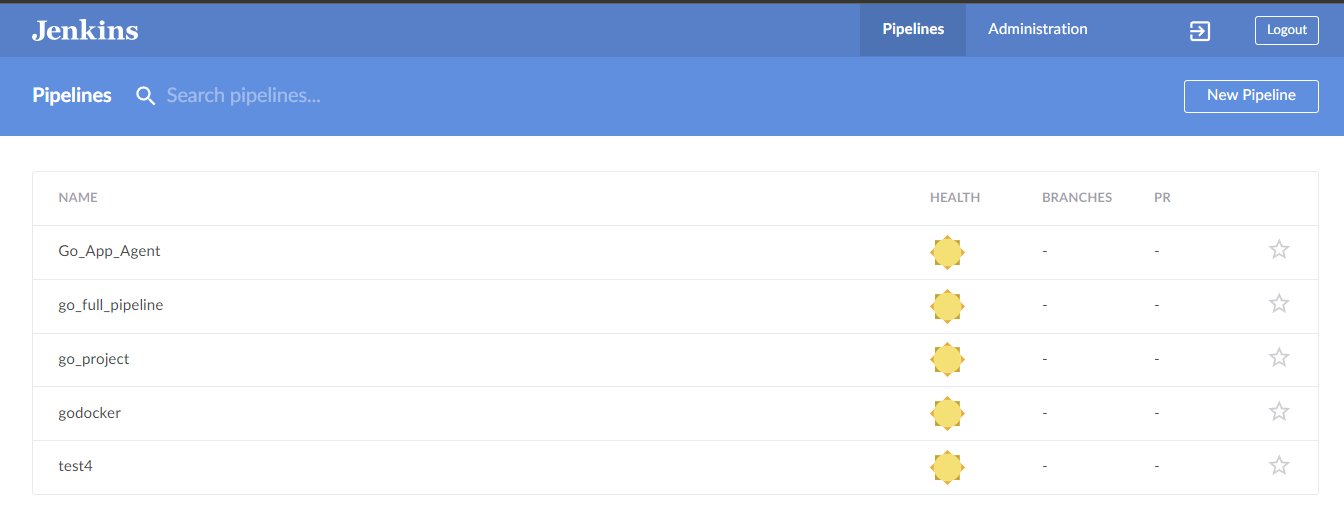 Jenkins Pipelines Administration Logout
Pipelines Search pipelines... New Pipeline
NAME HEALTH BRANCHES PR
Go_App_Agent - -
go_full_pipeline - -
go_project - -
godocker - -
test4 - -